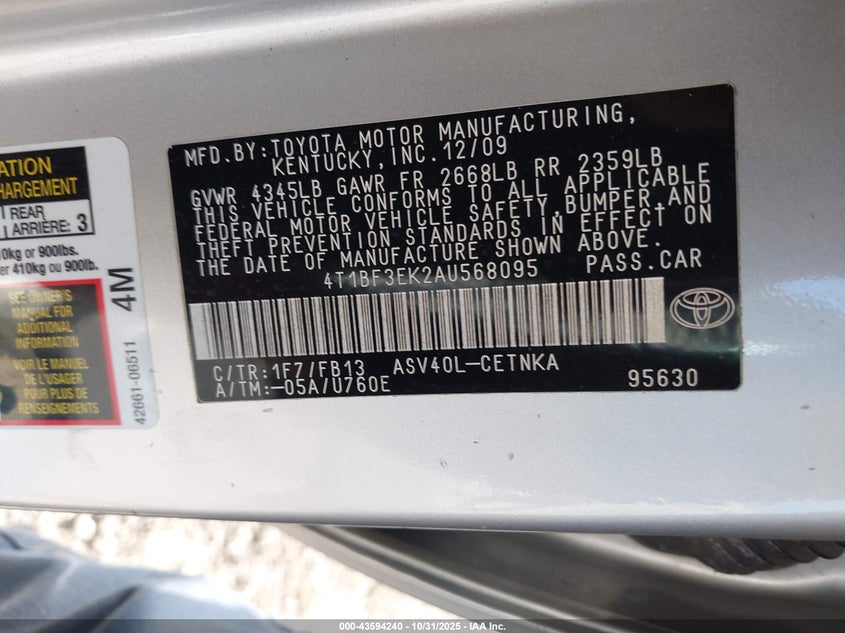 ATION
HARGEMENT
REAR
ARRIÈRE: 3
0kg or 900lbs.
er 410kg ou 900lb.
SEE OWNER'S
MANUAL FOR
ADDITIONAL
INFORMATION
VOIR LE MANUEL
DE L'USAGER
POUR PLUS DE
RENSEIGNEMENTS
4M
42661-06511
MFD.BY:TOYOTA MOTOR MANUFACTURING,
KENTUCKY,INC.12/09
GVWR 4345LB GAWR FR 2668LB RR 2359LB
THIS VEHICLE CONFORMS TO ALL APPLICABLE
FEDERAL MOTOR VEHICLE SAFETY,BUMPER,AND
THEFT PREVENTION STANDARDS IN EFFECT ON
THE DATE OF MANUFACTURE SHOWN ABOVE.
4T1BF3EK2AU568095 PASS.CAR
C/TR:1F7/FB13 ASV40L-CETNKA
A/TM:-05A/U760E 95630
000-43594240 - 10/31/2025 - IAA Inc.